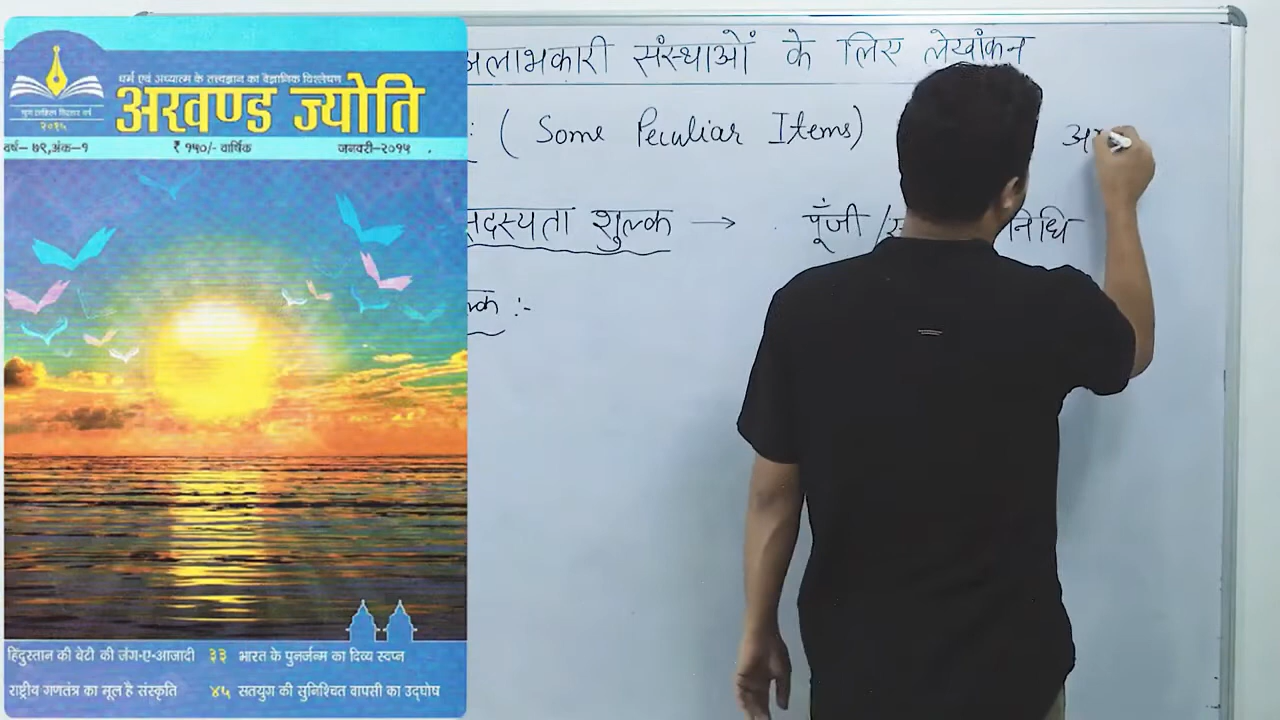 धर्म एवं अध्यात्म के तत्त्वज्ञान का वैज्ञानिक विश्लेषण
अखण्ड ज्योति
२०१५
वर्ष–७९,अंक–१ ₹ १५०/- वार्षिक जनवरी–२०१५
हिंदुस्तान की बेटी की जंग-ए-आजादी ३३ भारत के पुनर्जन्म का दिव्य स्वप्न
राष्ट्रीय गणतंत्र का मूल है संस्कृति ४५ सतयुग की सुनिश्चित वापसी का उद्घोष
अलाभकारी संस्थाओं के लिए लेखांकन
: ( Some Peculiar Items)
सदस्यता शुल्क → पूँजी / निधि
:-